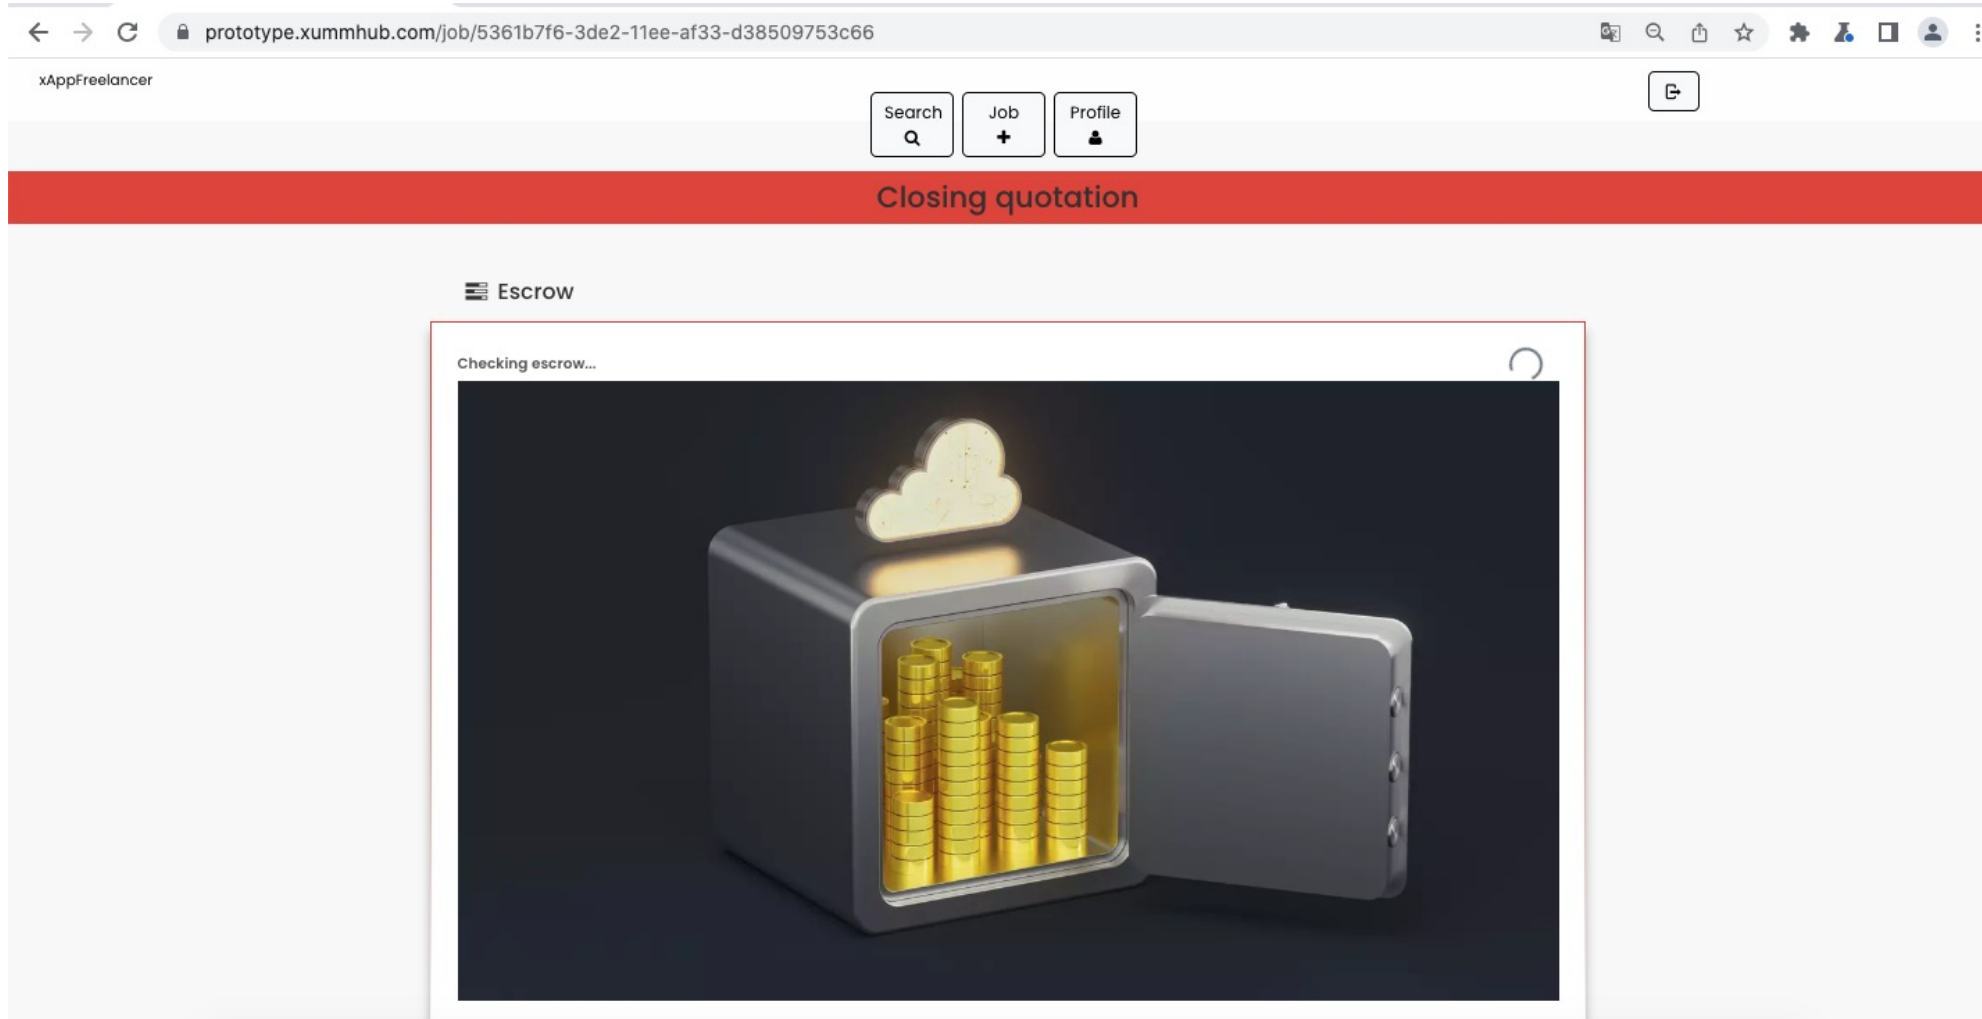 prototype.xummhub.com/job/5361b7f6-3de2-11ee-af33-d38509753c66
xAppFreelancer
Search
Job
Profile
Closing quotation
Escrow
Checking escrow...